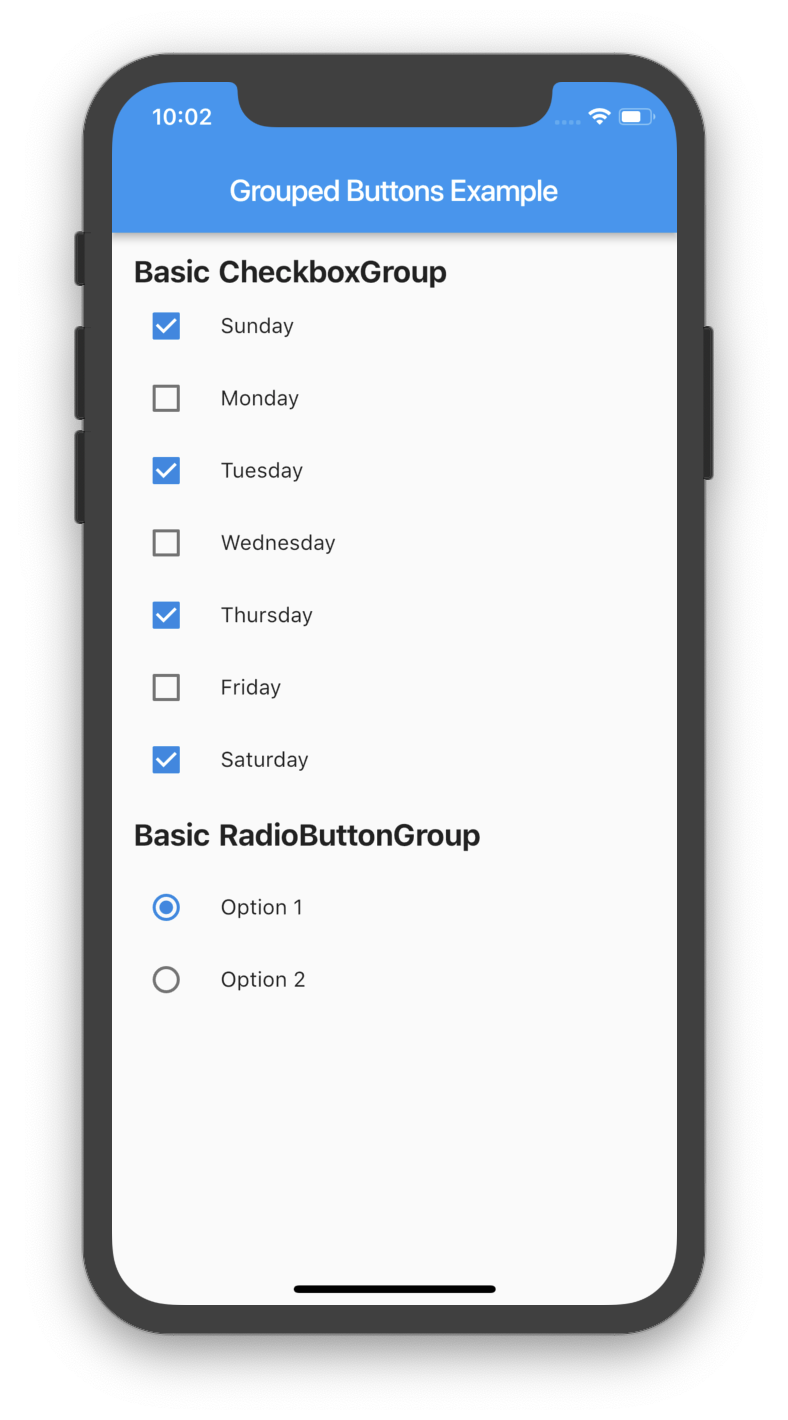 10:02
Grouped Buttons Example
Basic CheckboxGroup
Sunday
Monday
Tuesday
Wednesday
Thursday
Friday
Saturday
Basic RadioButtonGroup
Option 1
Option 2